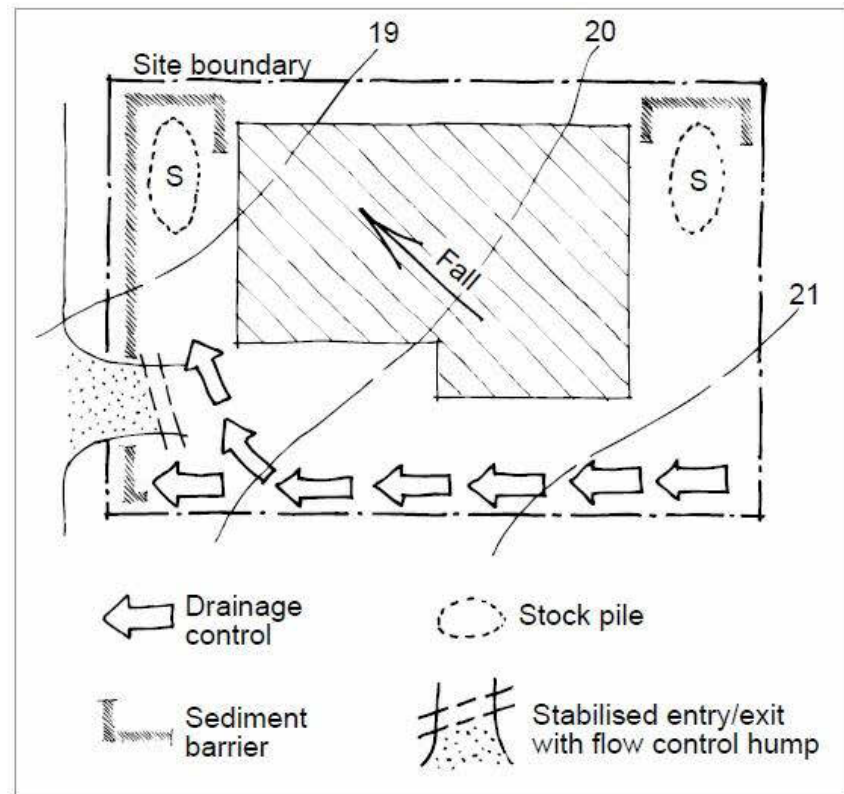 19
20
Site boundary
S
S
Fall
21
Drainage
control
Stock pile
Sediment
barrier
Stabilised entry/exit
with flow control hump